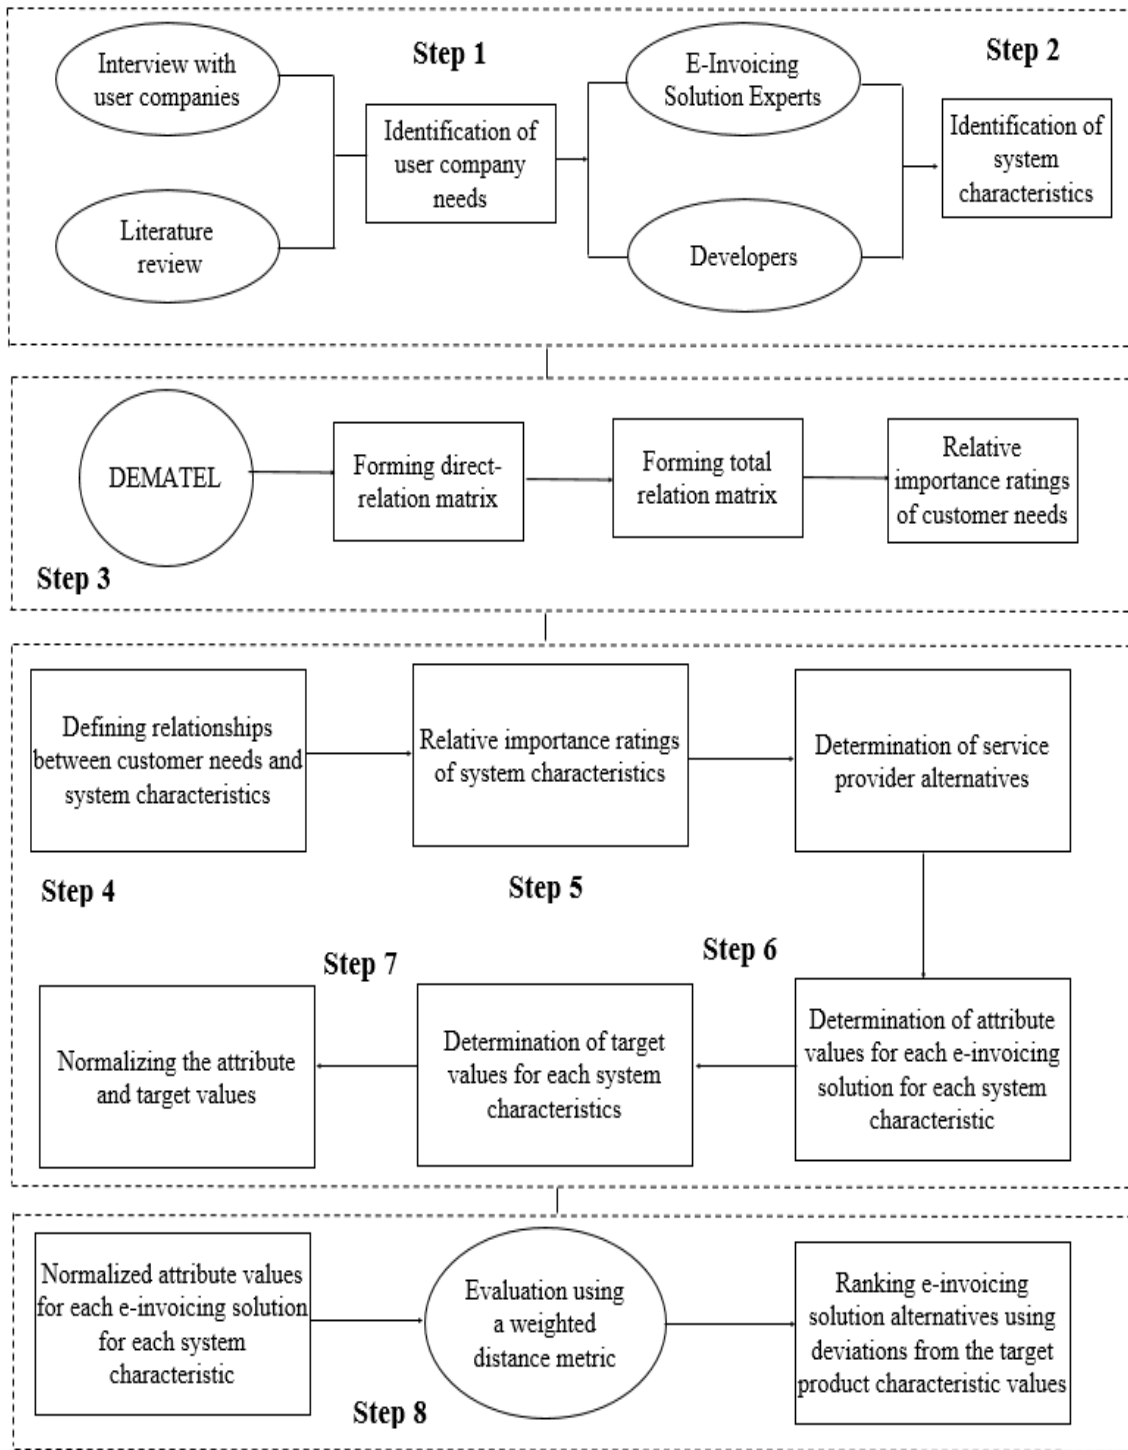 Step 1
Step 2
Interview with
user companies
Literature
review
Identification of
user company
needs
E-Invoicing
Solution Experts
Developers
Identification of
system
characteristics
DEMATEL
Forming direct-
relation matrix
Forming total
relation matrix
Relative
importance ratings
of customer needs
Step 3
Defining relationships
between customer needs and
system characteristics
Relative importance ratings
of system characteristics
Determination of service
provider alternatives
Step 4
Step 5
Step 6
Step 7
Determination of attribute
values for each e-invoicing
solution for each system
characteristic
Determination of target
values for each system
characteristics
Normalizing the attribute
and target values
Normalized attribute values
for each e-invoicing solution
for each system
characteristic
Evaluation using
a weighted
distance metric
Ranking e-invoicing
solution alternatives using
deviations from the target
product characteristic values
Step 8